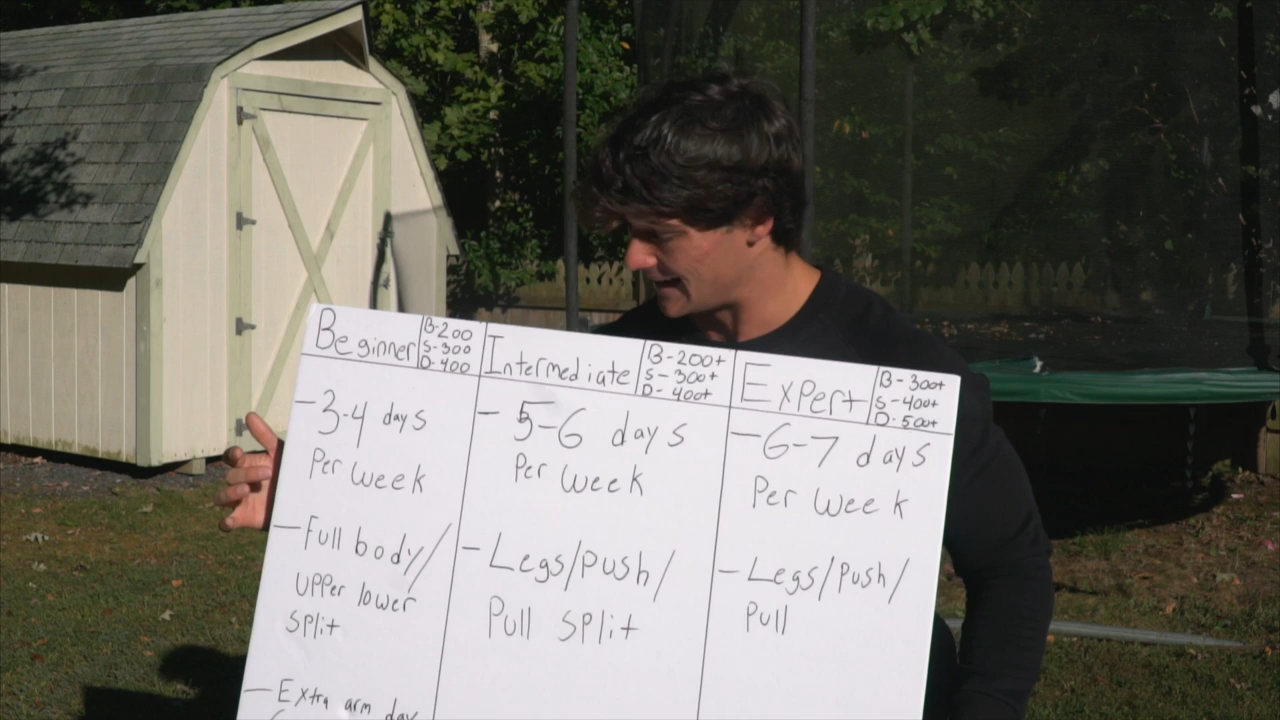 Beginner
B-200
S-300
D-400
-3-4 days
Per week
-Full body/
upper lower
split
-Extra arm day
Intermediate
B-200+
S-300+
D-400+
-5-6 days
Per week
-Legs/push/
Pull split
Expert
B-300+
S-400+
D-500+
-6-7 days
Per week
-Legs/push/
Pull